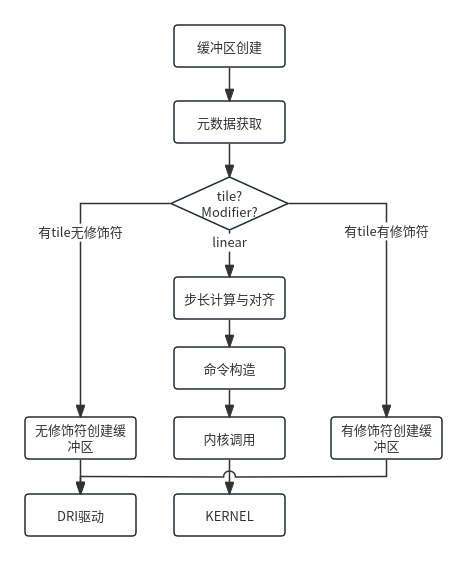 缓冲区创建
元数据获取
tile?
Modifier?
有tile无修饰符
有tile有修饰符
linear
步长计算与对齐
命令构造
无修饰符创建缓
冲区
内核调用
有修饰符创建缓
冲区
DRI驱动
KERNEL